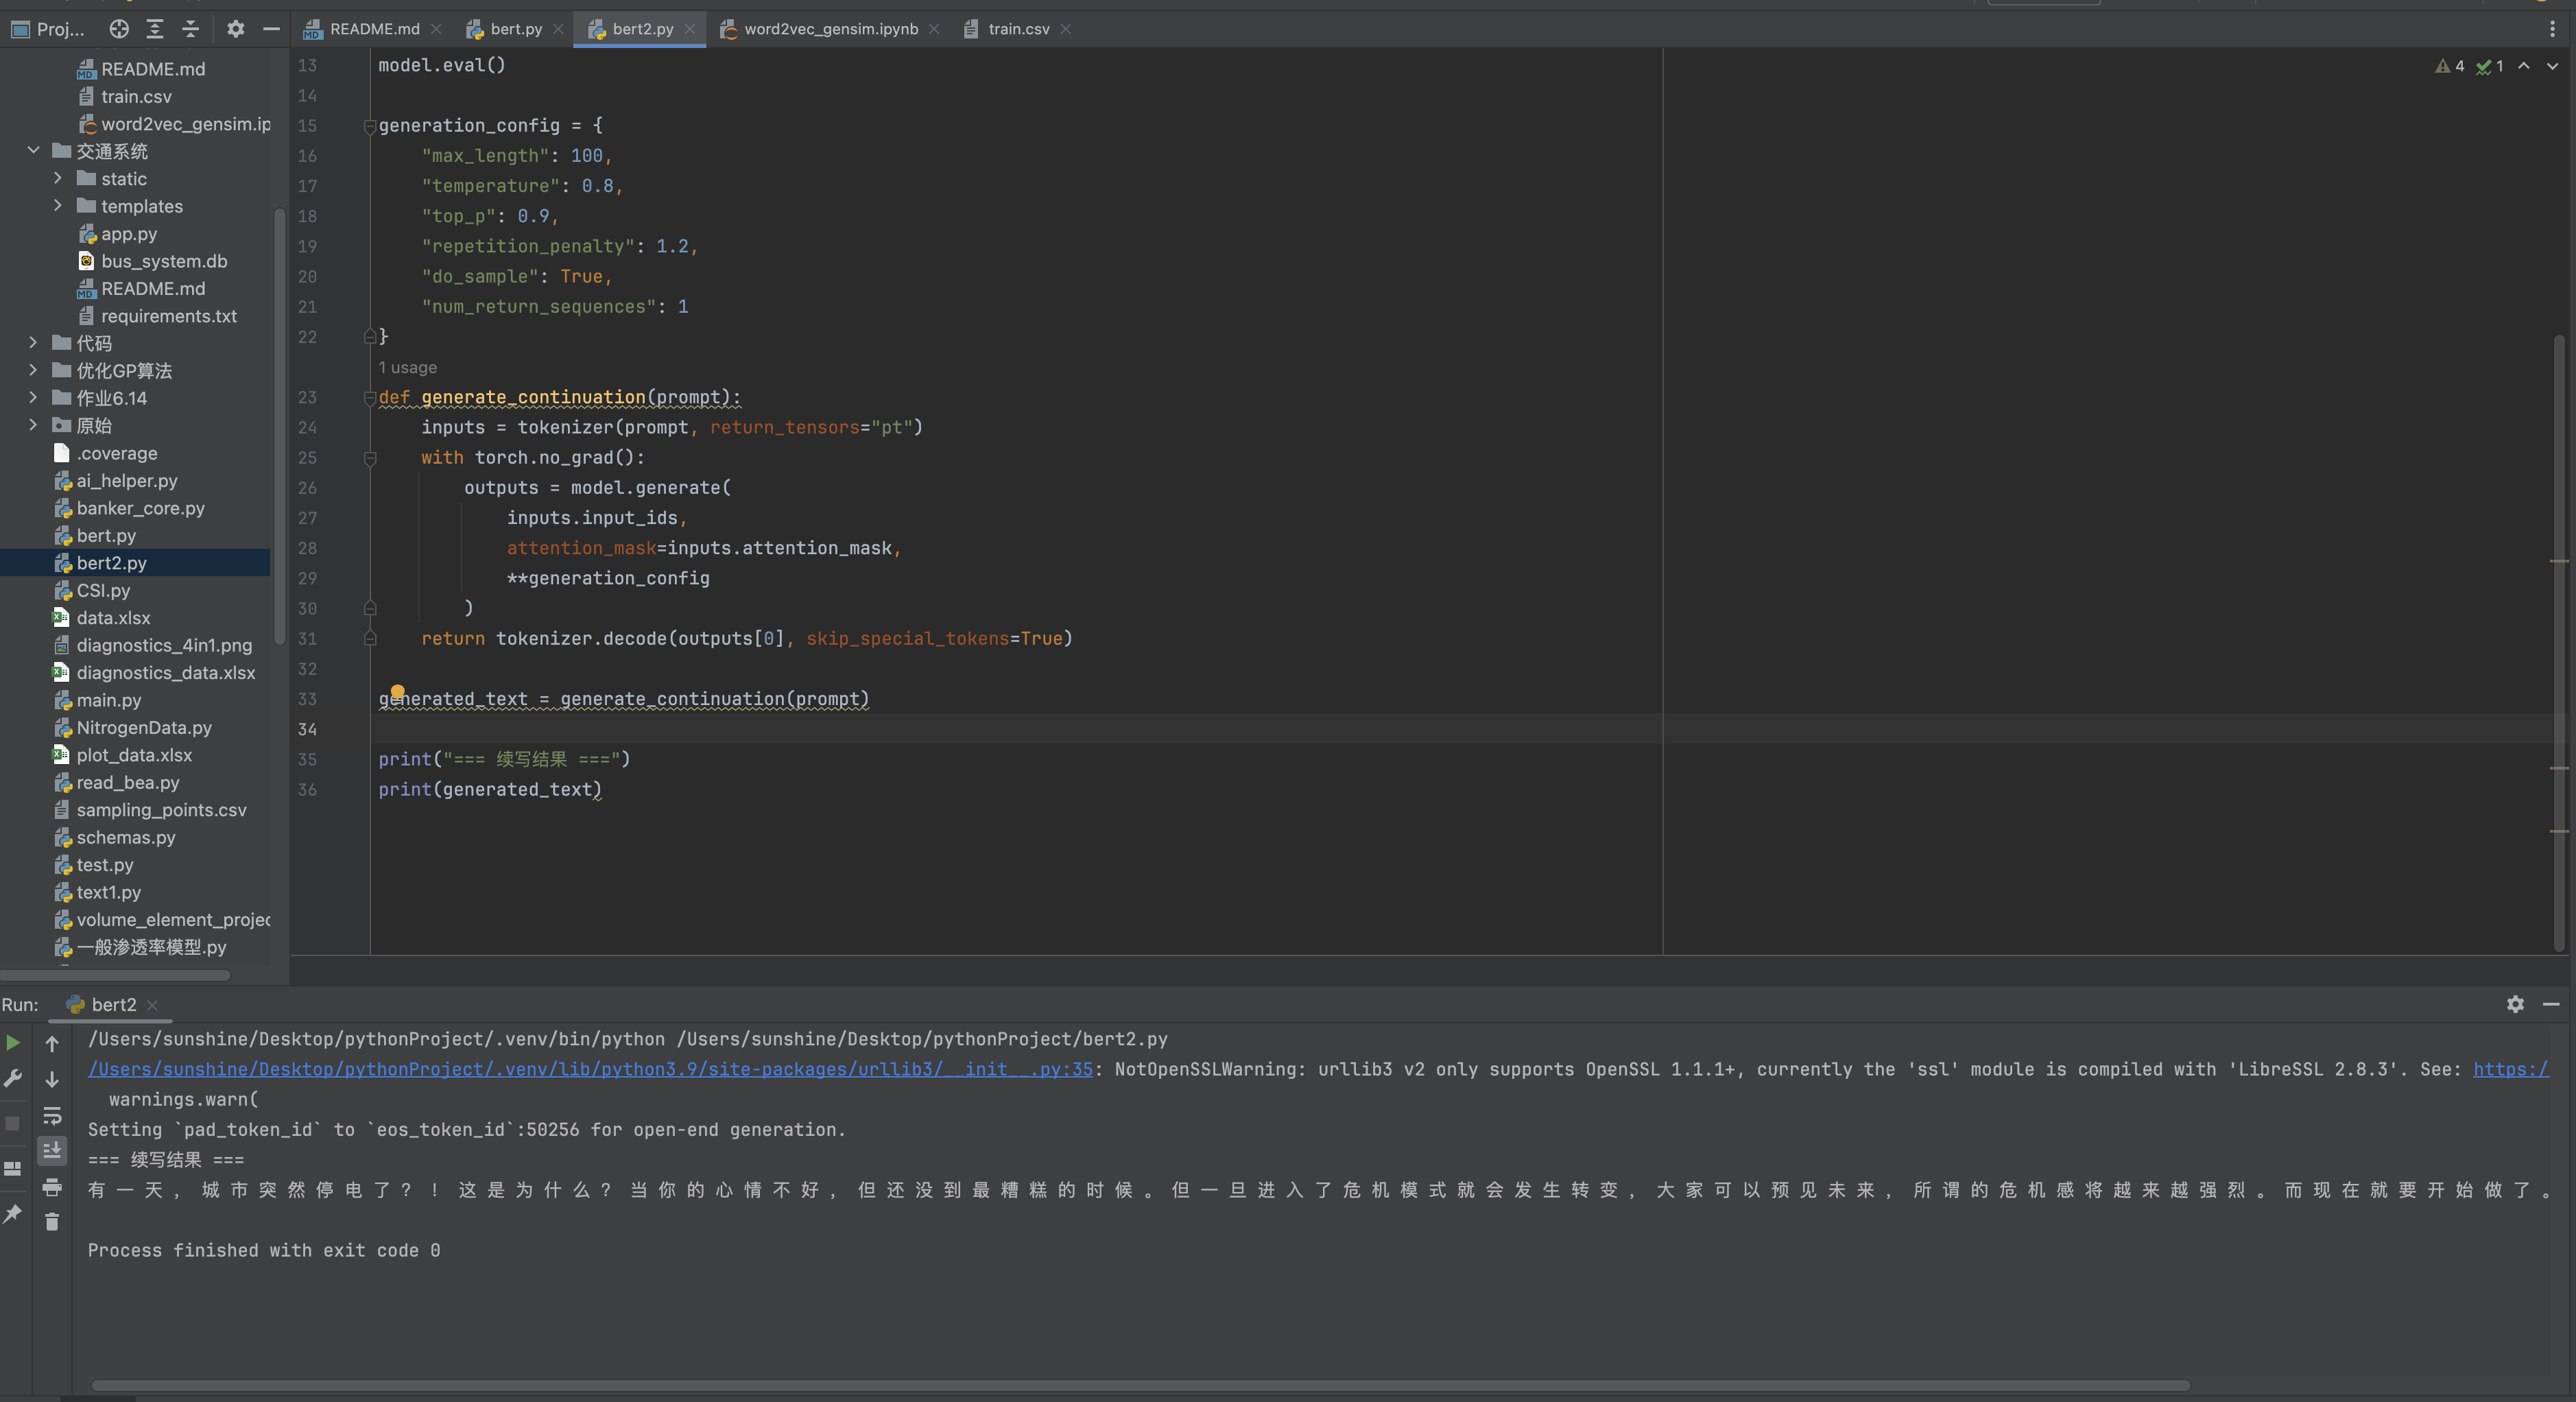 Proj...
README.md
bert.py
bert2.py
word2vec_gensim.ipynb
train.csv
README.md
train.csv
word2vec_gensim.ip
交通系统
static
templates
app.py
bus_system.db
README.md
requirements.txt
代码
优化GP算法
作业6.14
原始
.coverage
ai_helper.py
banker_core.py
bert.py
bert2.py
CSI.py
data.xlsx
diagnostics_4in1.png
diagnostics_data.xlsx
main.py
NitrogenData.py
plot_data.xlsx
read_bea.py
sampling_points.csv
schemas.py
test.py
text1.py
volume_element_projec
一般渗透率模型.py
4 1
13 model.eval()
14
15 generation_config = {
16 "max_length": 100,
17 "temperature": 0.8,
18 "top_p": 0.9,
19 "repetition_penalty": 1.2,
20 "do_sample": True,
21 "num_return_sequences": 1
22 }
1 usage
23 def generate_continuation(prompt):
24 inputs = tokenizer(prompt, return_tensors="pt")
25 with torch.no_grad():
26 outputs = model.generate(
27 inputs.input_ids,
28 attention_mask=inputs.attention_mask,
29 **generation_config
30 )
31 return tokenizer.decode(outputs[0], skip_special_tokens=True)
32
33 generated_text = generate_continuation(prompt)
34
35 print("=== 续写结果 ===")
36 print(generated_text)
Run: bert2
/Users/sunshine/Desktop/pythonProject/.venv/bin/python /Users/sunshine/Desktop/pythonProject/bert2.py
/Users/sunshine/Desktop/pythonProject/.venv/lib/python3.9/site-packages/urllib3/__init__.py:35: NotOpenSSLWarning: urllib3 v2 only supports OpenSSL 1.1.1+, currently the 'ssl' module is compiled with 'LibreSSL 2.8.3'. See: https:/
warnings.warn(
Setting `pad_token_id` to `eos_token_id`:50256 for open-end generation.
=== 续写结果 ===
有 一 天 ， 城 市 突 然 停 电 了 ？ ！ 这 是 为 什 么 ？ 当 你 的 心 情 不 好 ， 但 还 没 到 最 糟 糕 的 时 候 。 但 一 旦 进 入 了 危 机 模 式 就 会 发 生 转 变 ， 大 家 可 以 预 见 未 来 ， 所 谓 的 危 机 感 将 越 来 越 强 烈 。 而 现 在 就 要 开 始 做 了 。
Process finished with exit code 0